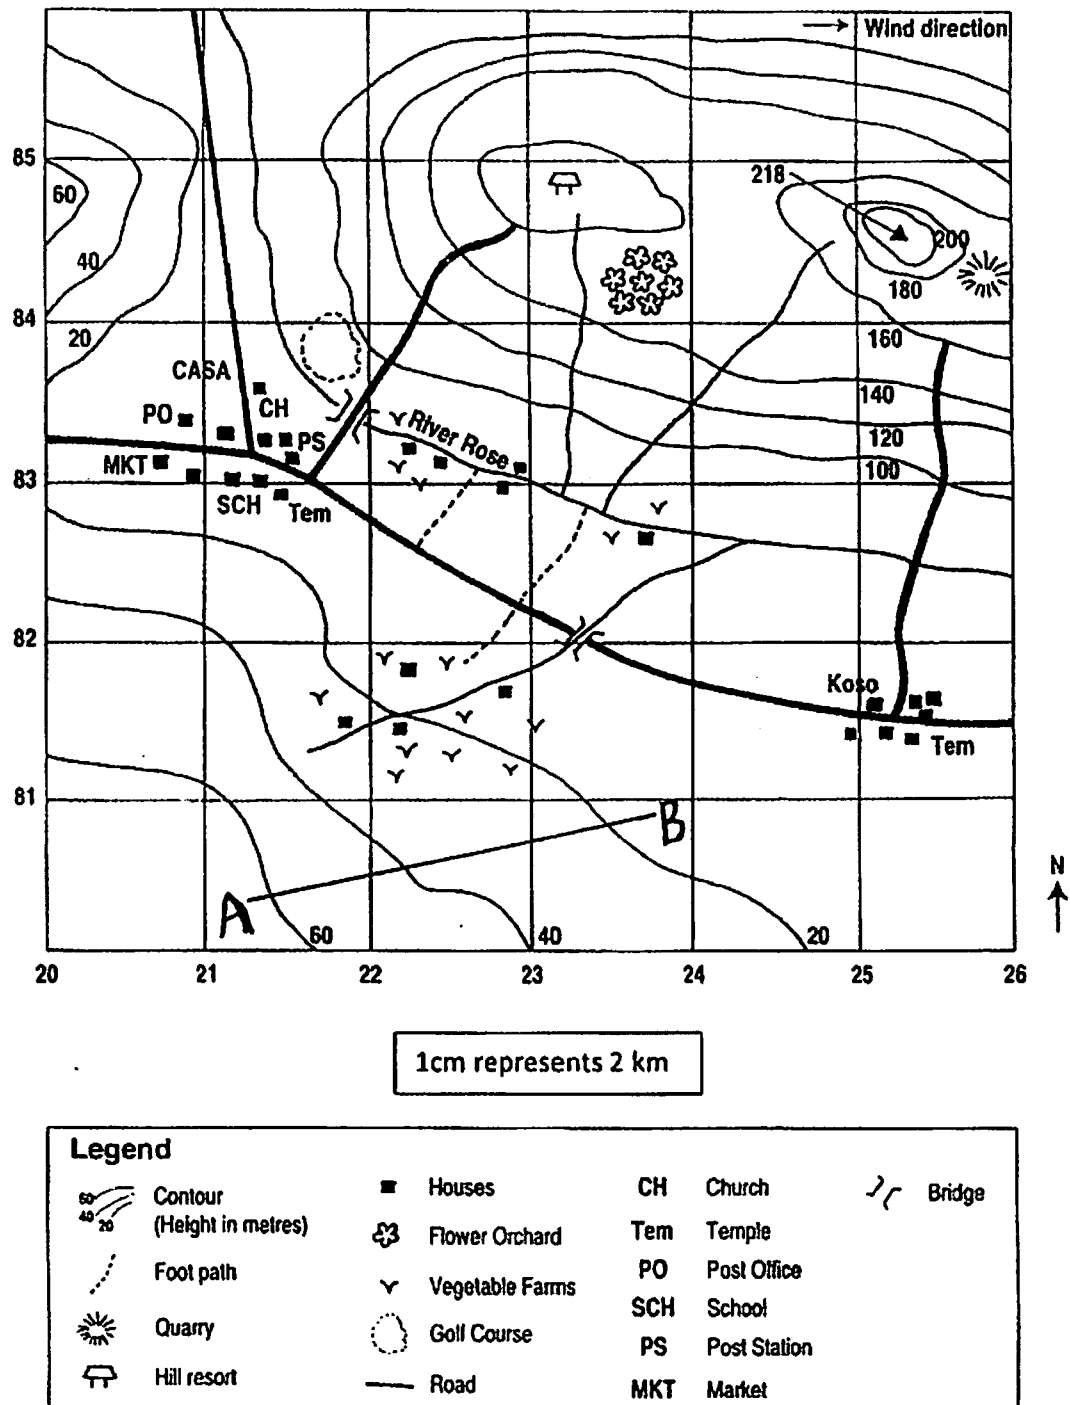 Wind direction
85
218
60
200
40
180
84
20
160
CASA
140
PO
CH
River Rose
120
PS
MKT
100
83
SCH
Tem
82
Koso
Tem
81
B
A
N
60
40
20
20 21 22 23 24 25 26
1cm represents 2 km
Legend
60
40
20
Contour
(Height in metres)
Foot path
Quarry
Hill resort
Houses
Flower Orchard
Vegetable Farms
Golf Course
Road
CH Church
Tem Temple
PO Post Office
SCH School
PS Post Station
MKT Market
Bridge